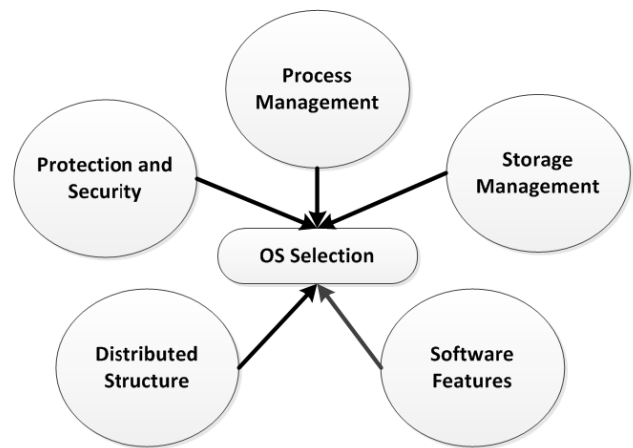 Process
Management
Protection and
Security
Storage
Management
OS Selection
Distributed
Structure
Software
Features